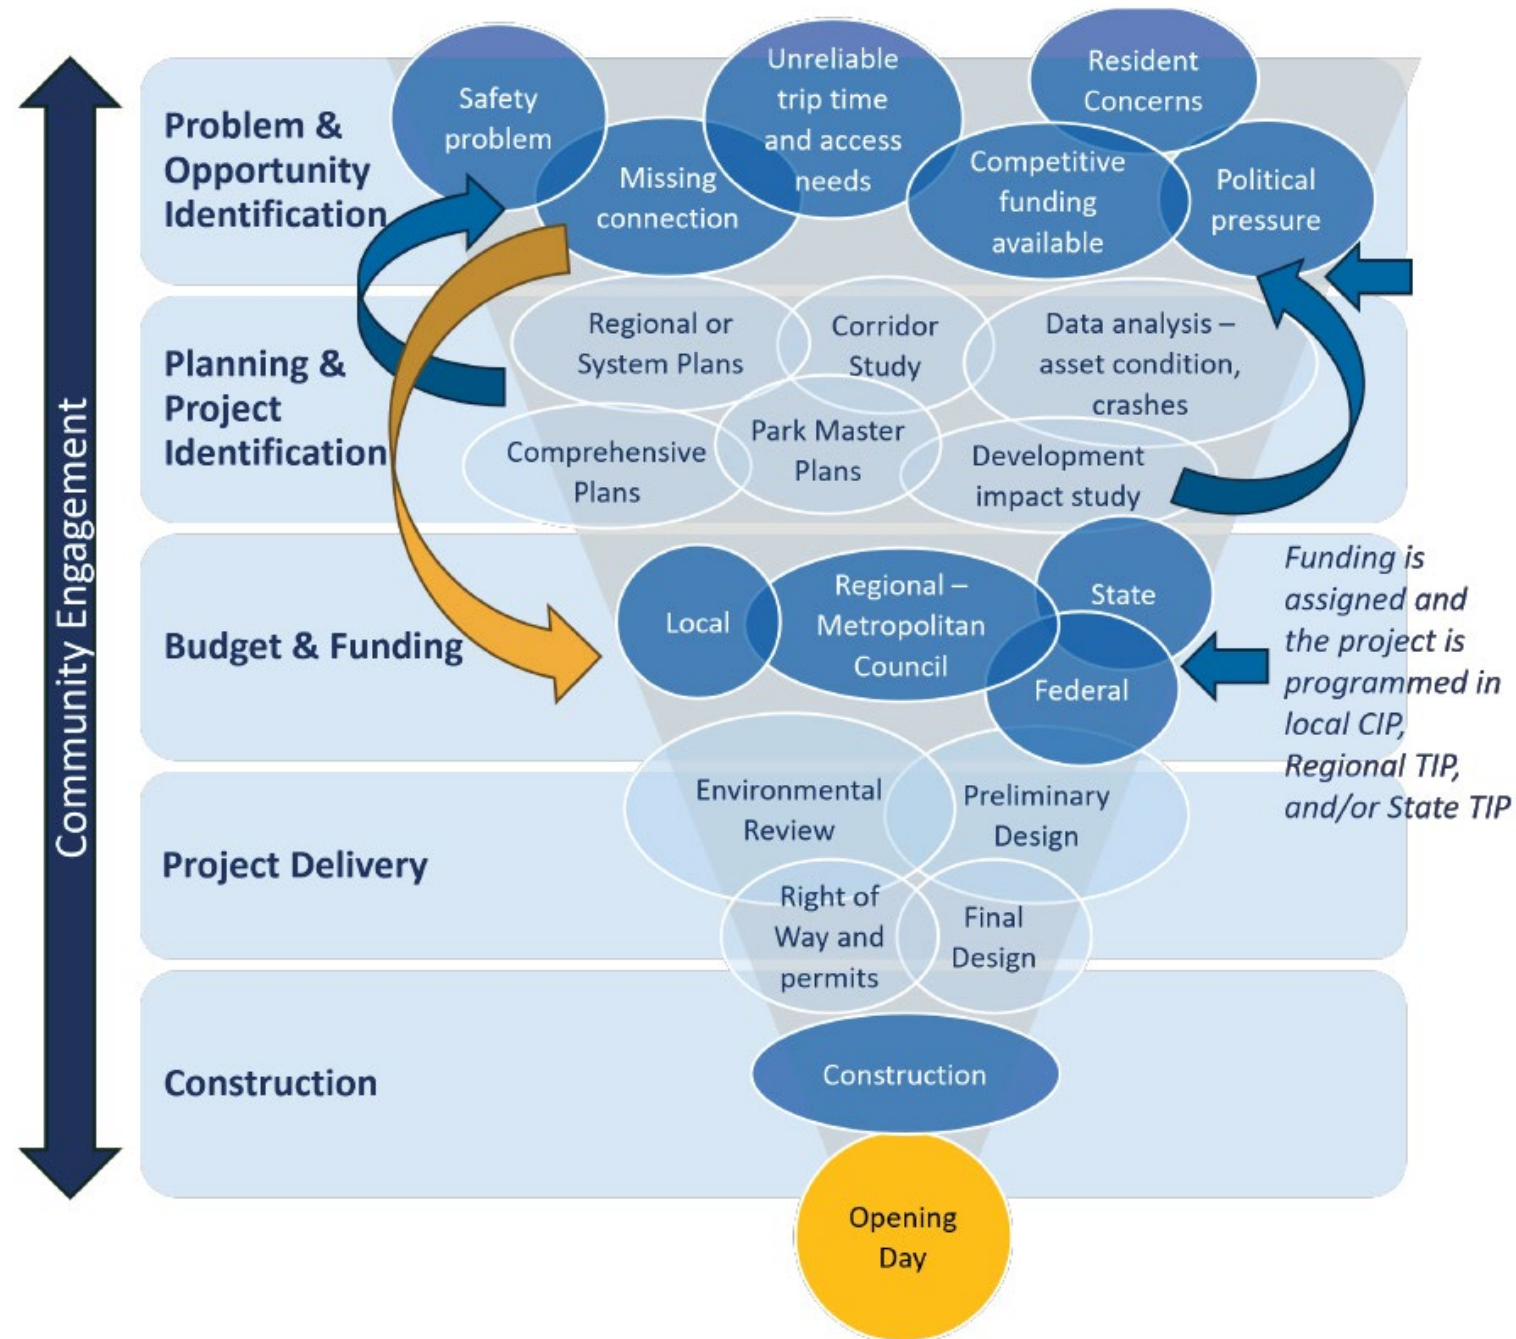 Community Engagement
Problem &
Opportunity
Identification
Safety
problem
Missing
connection
Unreliable
trip time
and access
needs
Resident
Concerns
Competitive
funding
available
Political
pressure
Planning &
Project
Identification
Regional or
System Plans
Corridor
Study
Data analysis –
asset condition,
crashes
Comprehensive
Plans
Park Master
Plans
Development
impact study
Budget & Funding
Local
Regional –
Metropolitan
Council
State
Federal
Funding is
assigned and
the project is
programmed in
local CIP,
Regional TIP,
and/or State TIP
Project Delivery
Environmental
Review
Preliminary
Design
Right of
Way and
permits
Final
Design
Construction
Construction
Opening
Day